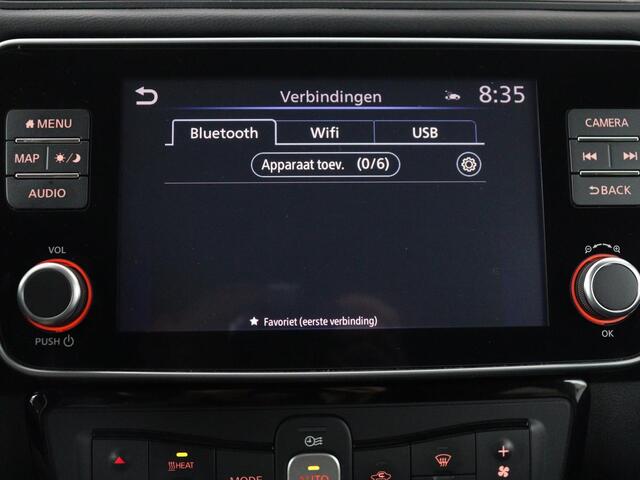 Verbindingen 8:35
MENU
MAP
AUDIO
Bluetooth Wifi USB
Apparaat toev. (0/6)
CAMERA
BACK
VOL
PUSH
Favoriet (eerste verbinding)
OK
HEAT
MODE
AUTO